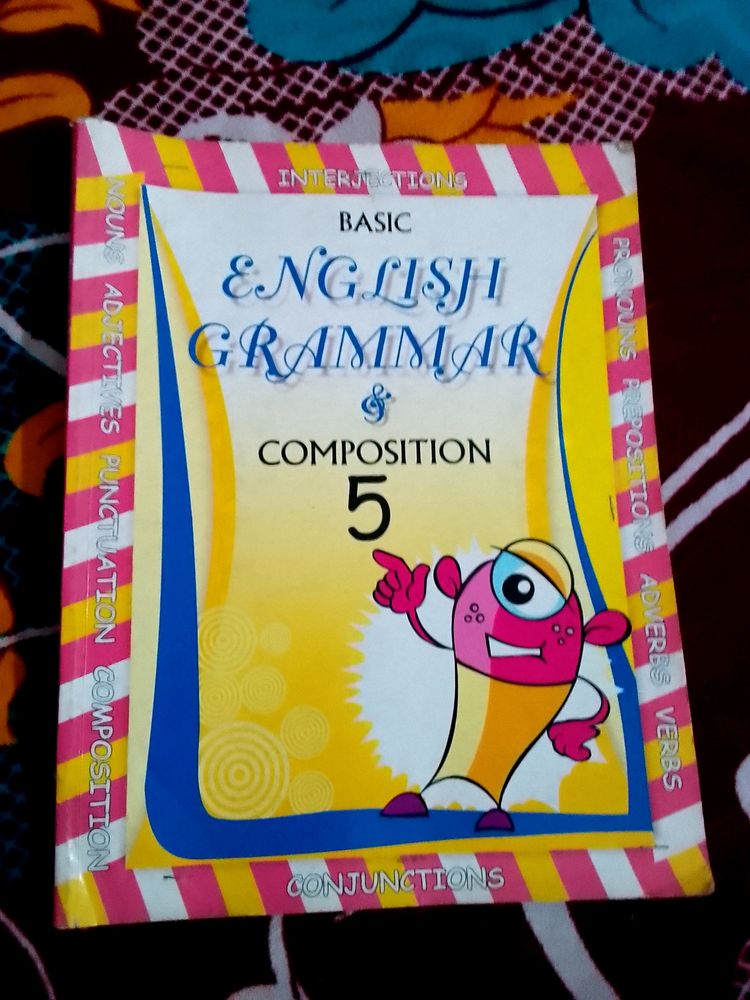 INTERJECTIONS
BASIC
ENGLISH
GRAMMAR
&
COMPOSITION
5
NOUNS ADJECTIVES PUNCTUATION COMPOSITION
PRONOUNS PREPOSITIONS ADVERBS VERBS
CONJUNCTIONS